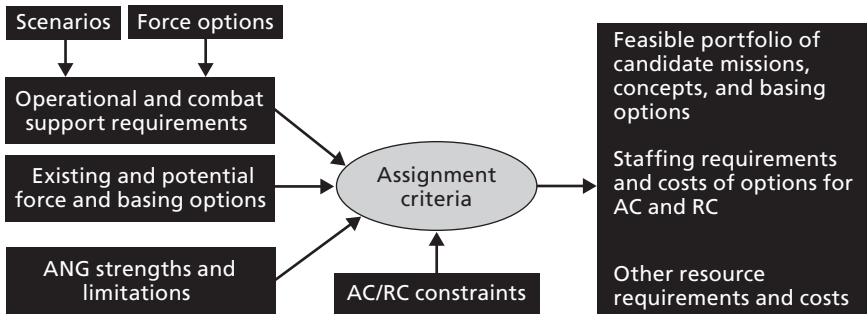 Scenarios
Force options
Operational and combat
support requirements
Existing and potential
force and basing options
ANG strengths and
limitations
Assignment
criteria
AC/RC constraints
Feasible portfolio of
candidate missions,
concepts, and basing
options
Staffing requirements
and costs of options for
AC and RC
Other resource
requirements and costs